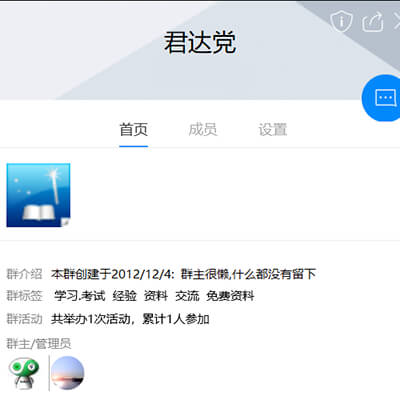 君达党
首页 成员 设置
群介绍 本群创建于2012/12/4: 群主很懒,什么都没有留下
群标签 学习.考试 经验 资料 交流 免费资料
群活动 共举办1次活动，累计1人参加
群主/管理员